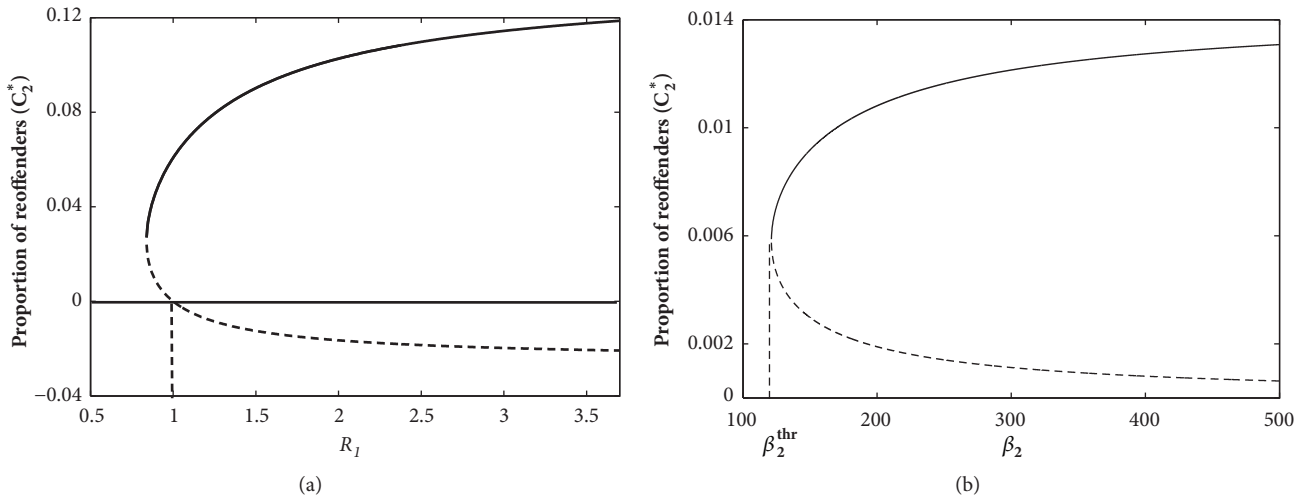 0.12
0.08
0.04
0
−0.04
Proportion of reoffenders (C₂*)
0.5 1 1.5 2 2.5 3 3.5
R₁
(a)
0.014
0.01
0.006
0.002
0
Proportion of reoffenders (C₂*)
100 200 300 400 500
β₂ᵗʰʳ β₂
(b)